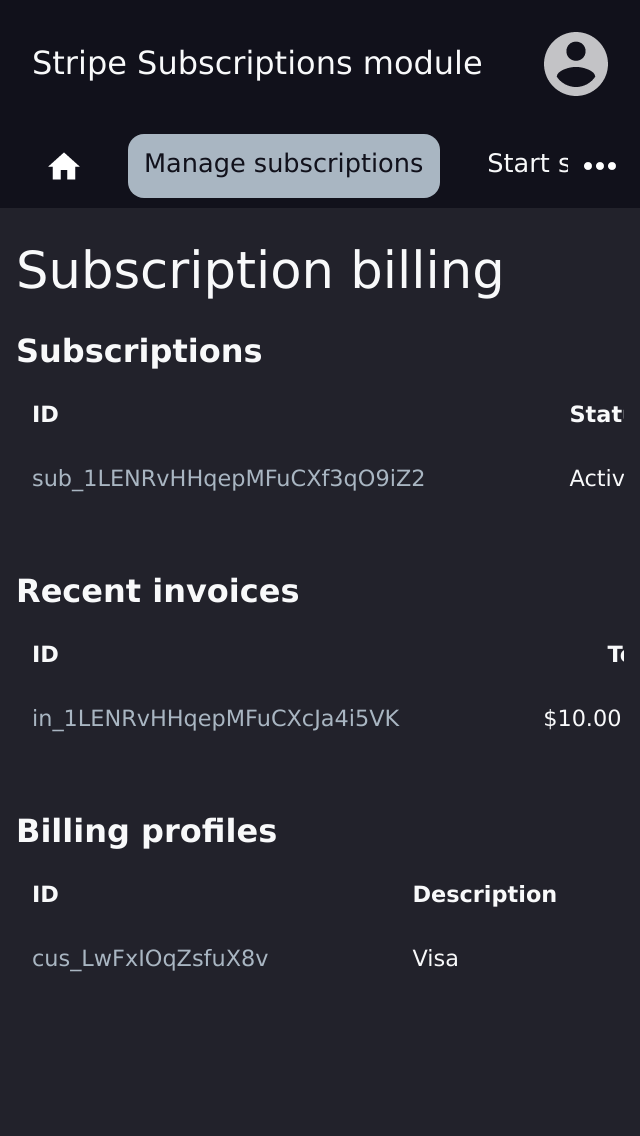 Stripe Subscriptions module
Manage subscriptions Start s
Subscription billing
Subscriptions
ID Stat
sub_1LENRvHHqepMFuCXf3qO9iZ2 Activ
Recent invoices
ID T
in_1LENRvHHqepMFuCXcJa4i5VK $10.00
Billing profiles
ID Description
cus_LwFxIOqZsfuX8v Visa